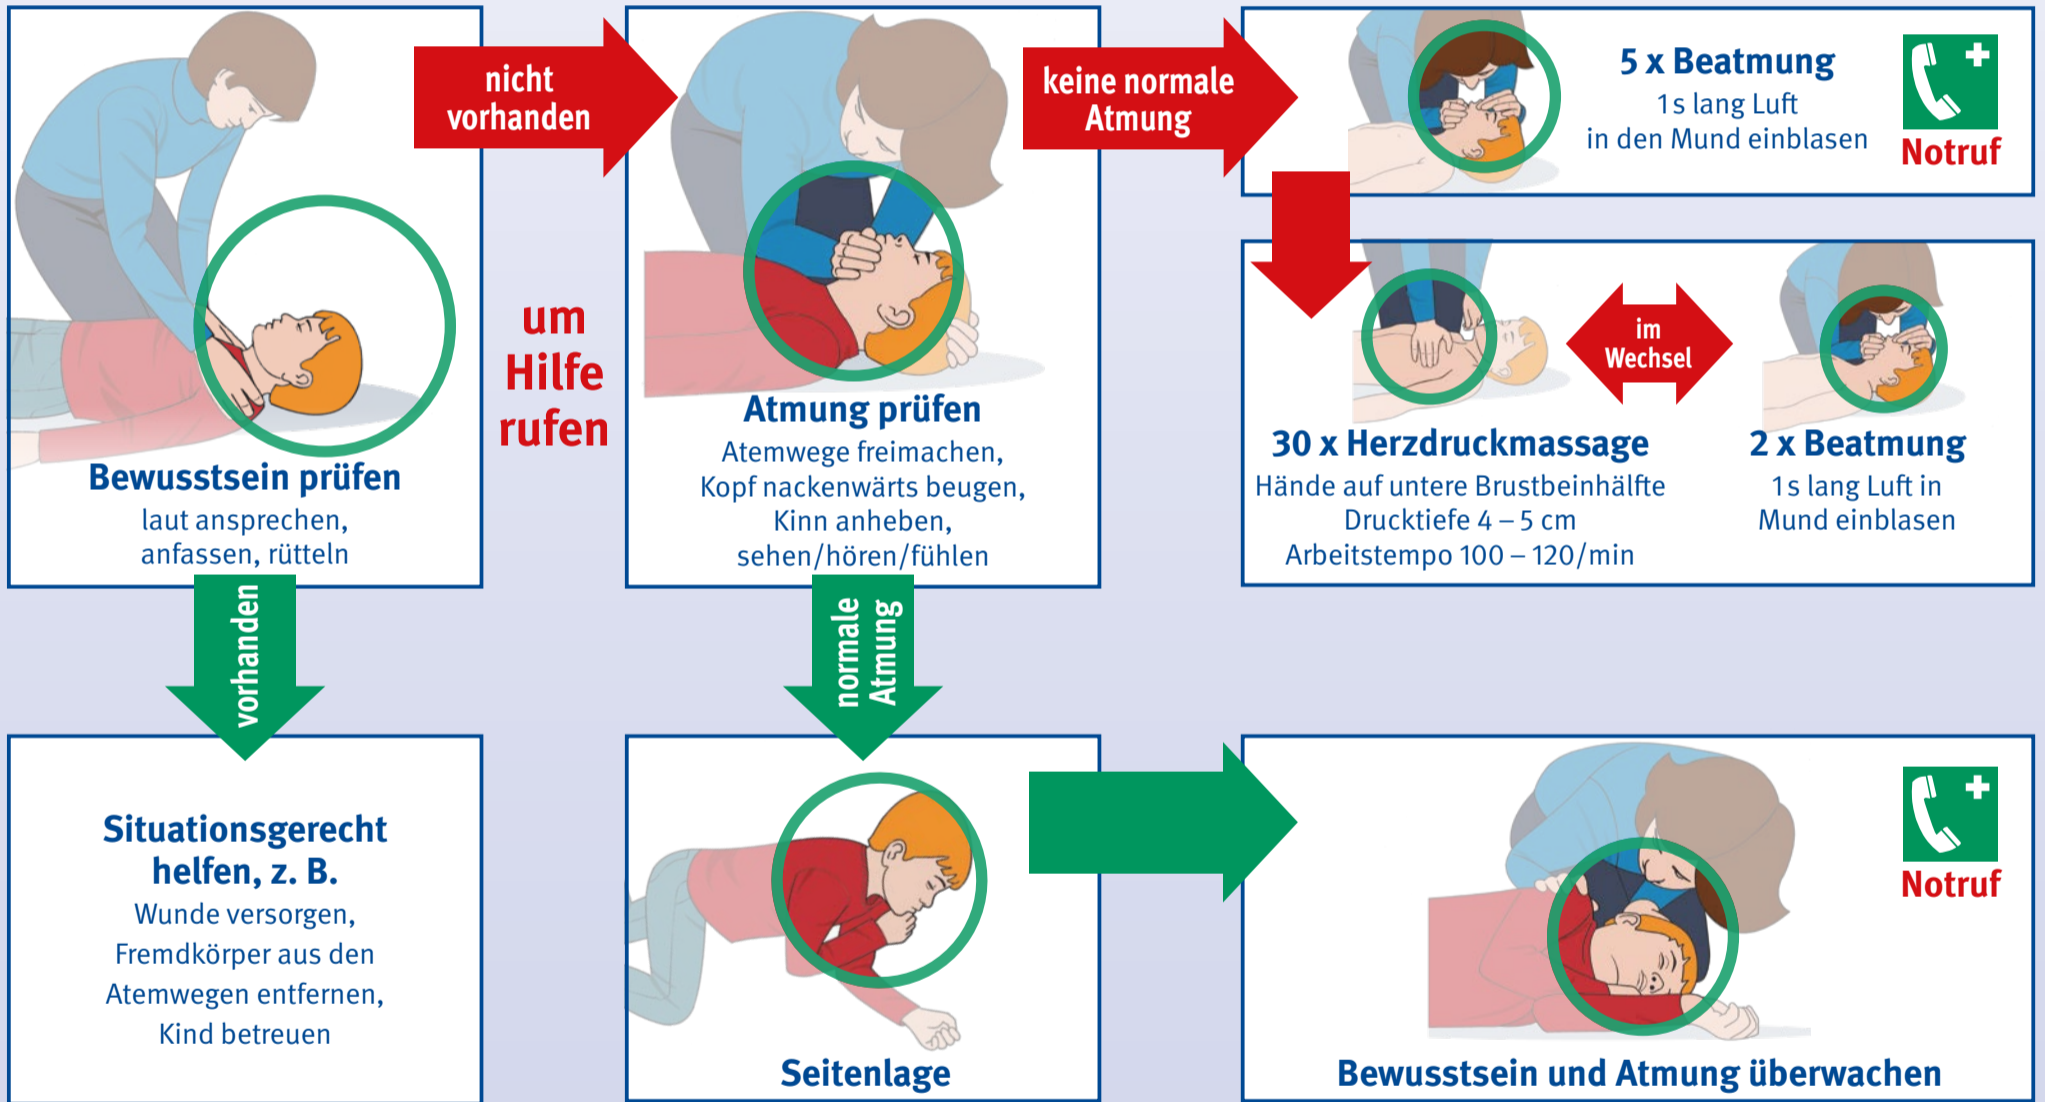 nicht
vorhanden
keine normale
Atmung
5 x Beatmung
1 s lang Luft
in den Mund einblasen
Notruf
um
Hilfe
rufen
Bewusstsein prüfen
laut ansprechen,
anfassen, rütteln
Atmung prüfen
Atemwege freimachen,
Kopf nackenwärts beugen,
Kinn anheben,
sehen/hören/fühlen
im
Wechsel
30 x Herzdruckmassage
Hände auf untere Brustbeinhälfte
Drucktiefe 4 – 5 cm
Arbeitstempo 100 – 120/min
2 x Beatmung
1 s lang Luft in
Mund einblasen
vorhanden
normale
Atmung
Situationsgerecht
helfen, z. B.
Wunde versorgen,
Fremdkörper aus den
Atemwegen entfernen,
Kind betreuen
Seitenlage
Notruf
Bewusstsein und Atmung überwachen